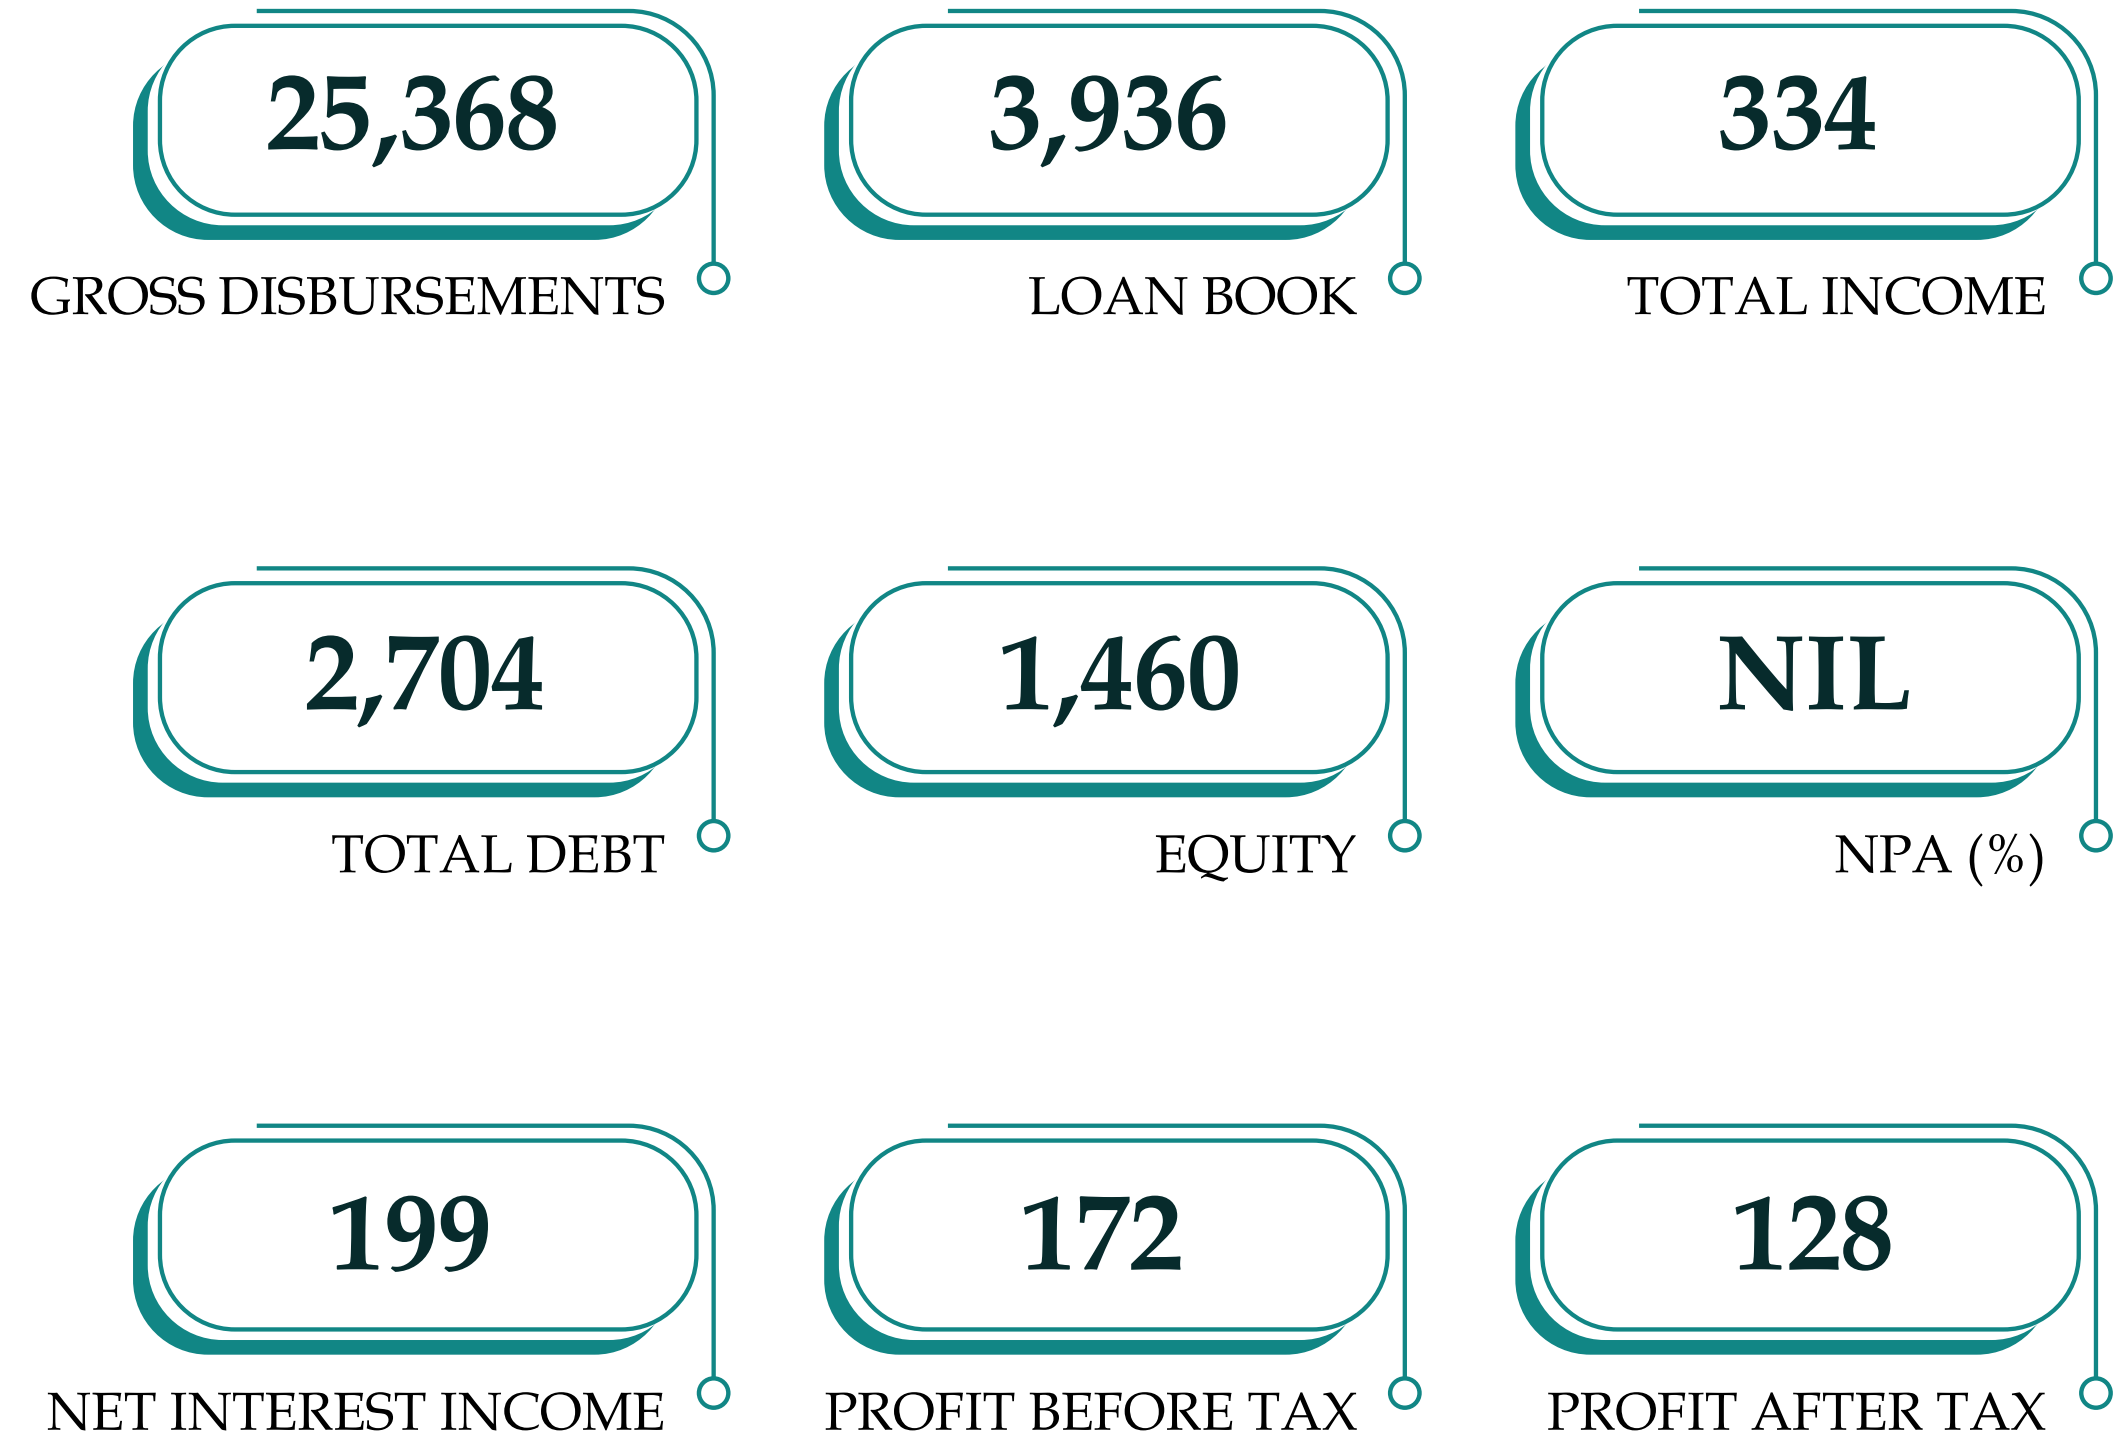 25,368
GROSS DISBURSEMENTS
3,936
LOAN BOOK
334
TOTAL INCOME
2,704
TOTAL DEBT
1,460
EQUITY
NIL
NPA (%)
199
NET INTEREST INCOME
172
PROFIT BEFORE TAX
128
PROFIT AFTER TAX